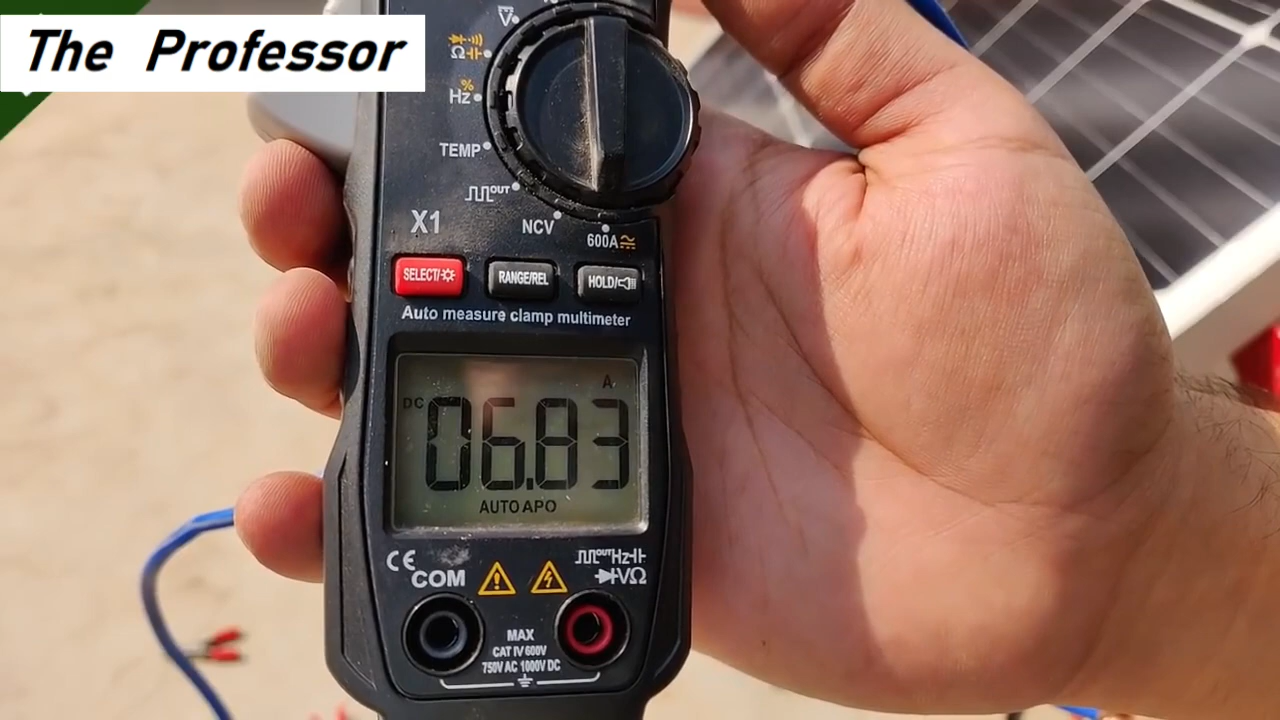 The Professor
V
Ω
%
Hz
TEMP
OUT
X1
NCV
600A
SELECT/
RANGE/REL
HOLD/
Auto measure clamp multimeter
A
DC
06.83
AUTO APO
CE
OUT Hz
COM
VΩ
MAX
CAT IV 600V
750V AC 1000V DC